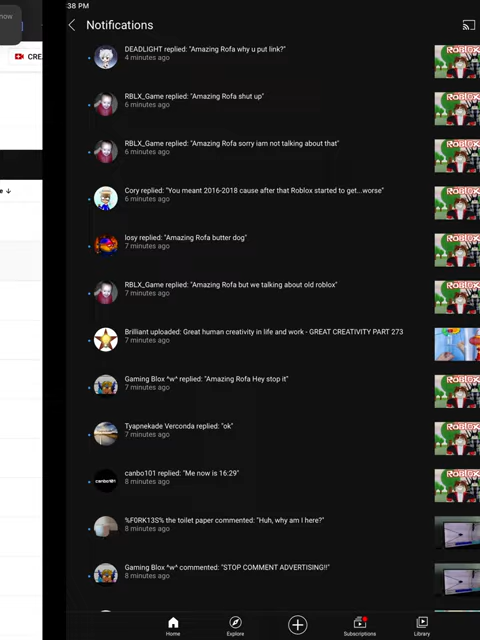 38 PM
now
Notifications
CRE
DEADLIGHT replied: "Amazing Rofa why u put link?"
4 minutes ago
RBLX_Game replied: "Amazing Rofa shut up"
6 minutes ago
RBLX_Game replied: "Amazing Rofa sorry iam not talking about that"
6 minutes ago
e ↓
Cory replied: "You meant 2016-2018 cause after that Roblox started to get...worse"
6 minutes ago
losy replied: "Amazing Rofa butter dog"
7 minutes ago
RBLX_Game replied: "Amazing Rofa but we talking about old roblox"
7 minutes ago
Brilliant uploaded: Great human creativity in life and work - GREAT CREATIVITY PART 273
7 minutes ago
Gaming Blox ^w^ replied: "Amazing Rofa Hey stop it"
7 minutes ago
Tyapnekade Verconda replied: "ok"
7 minutes ago
canbo101 replied: "Me now is 16:29"
8 minutes ago
%F0RK13S% the toilet paper commented: "Huh, why am I here?"
8 minutes ago
Gaming Blox ^w^ commented: "STOP COMMENT ADVERTISING!!"
8 minutes ago
Home
Explore
Subscriptions
Library